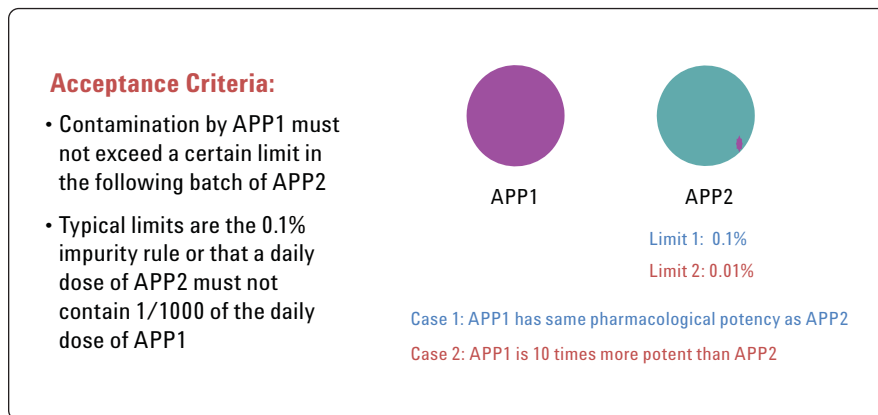 Acceptance Criteria:
• Contamination by APP1 must
not exceed a certain limit in
the following batch of APP2
• Typical limits are the 0.1%
impurity rule or that a daily
dose of APP2 must not
contain 1/1000 of the daily
dose of APP1
APP1
APP2
Limit 1: 0.1%
Limit 2: 0.01%
Case 1: APP1 has same pharmacological potency as APP2
Case 2: APP1 is 10 times more potent than APP2